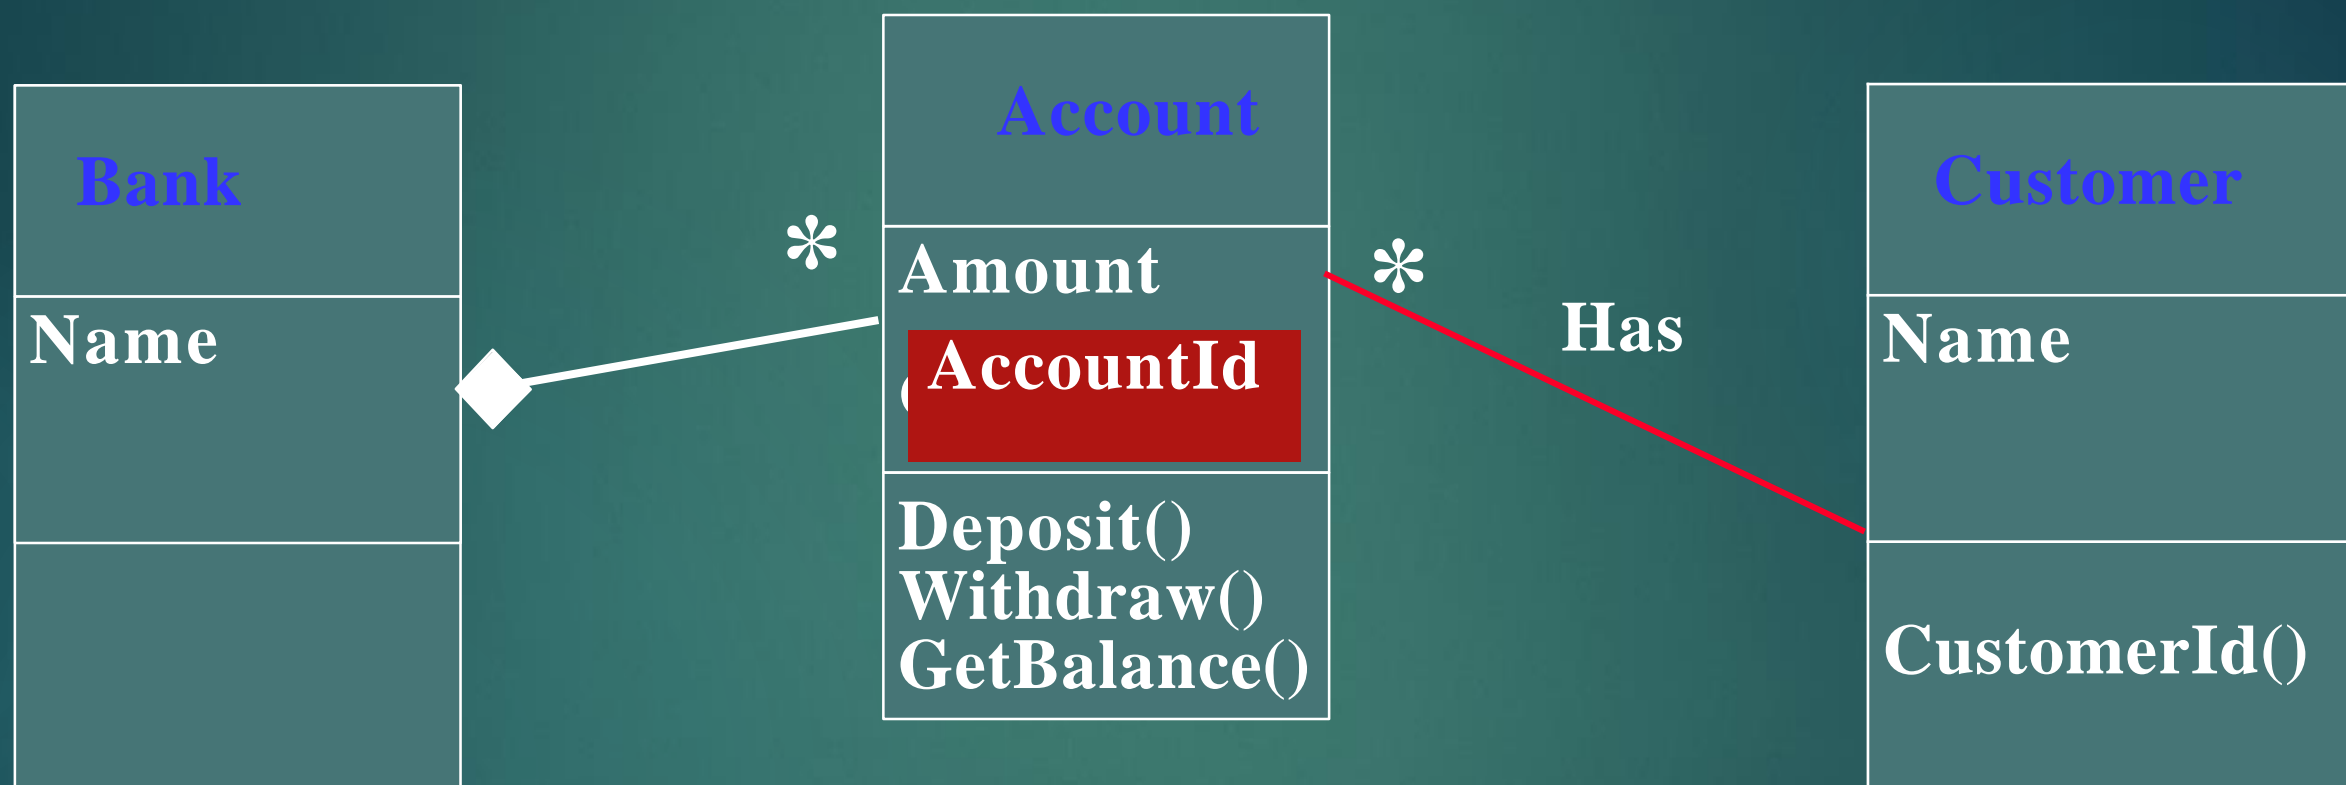 Bank
Name
*
Account
Amount
AccountId
Deposit()
Withdraw()
GetBalance()
*
Has
Customer
Name
CustomerId()